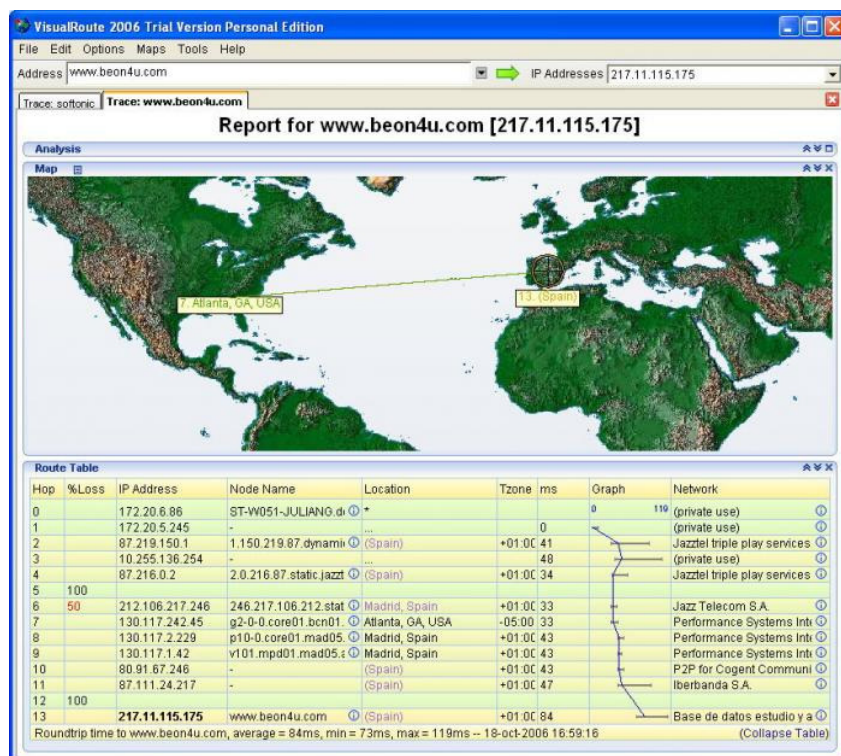 VisualRoute 2006 Trial Version Personal Edition
File Edit Options Maps Tools Help
Address www.beon4u.com IP Addresses 217.11.115.175
Trace: softonic Trace: www.beon4u.com
Report for www.beon4u.com [217.11.115.175]
Analysis
Map
7. Atlanta, GA, USA
13. (Spain)
Route Table
Hop %Loss IP Address Node Name Location Tzone ms Graph Network
0 172.20.6.86 ST-W051-JULIANG.d * 0 119 (private use)
1 172.20.5.245 - ... 0 (private use)
2 87.219.150.1 1.150.219.87.dynami (Spain) +01:00 41 Jazztel triple play services
3 10.255.136.254 - ... 48 (private use)
4 87.216.0.2 2.0.216.87.static.jazzt (Spain) +01:00 34 Jazztel triple play services
5 100
6 50 212.106.217.246 246.217.106.212.stat Madrid, Spain +01:00 33 Jazz Telecom S.A.
7 130.117.242.45 g2-0-0.core01.bcn01. Atlanta, GA, USA -05:00 33 Performance Systems Inte
8 130.117.2.229 p10-0.core01.mad05. Madrid, Spain +01:00 43 Performance Systems Inte
9 130.117.1.42 v101.mpd01.mad05.a Madrid, Spain +01:00 43 Performance Systems Inte
10 80.91.67.246 - (Spain) +01:00 43 P2P for Cogent Communi
11 87.111.24.217 - (Spain) +01:00 47 Iberbanda S.A.
12 100
13 217.11.115.175 www.beon4u.com (Spain) +01:00 84 Base de datos estudio y a
Roundtrip time to www.beon4u.com, average = 84ms, min = 73ms, max = 119ms -- 18-oct-2006 16:59:16 (Collapse Table)